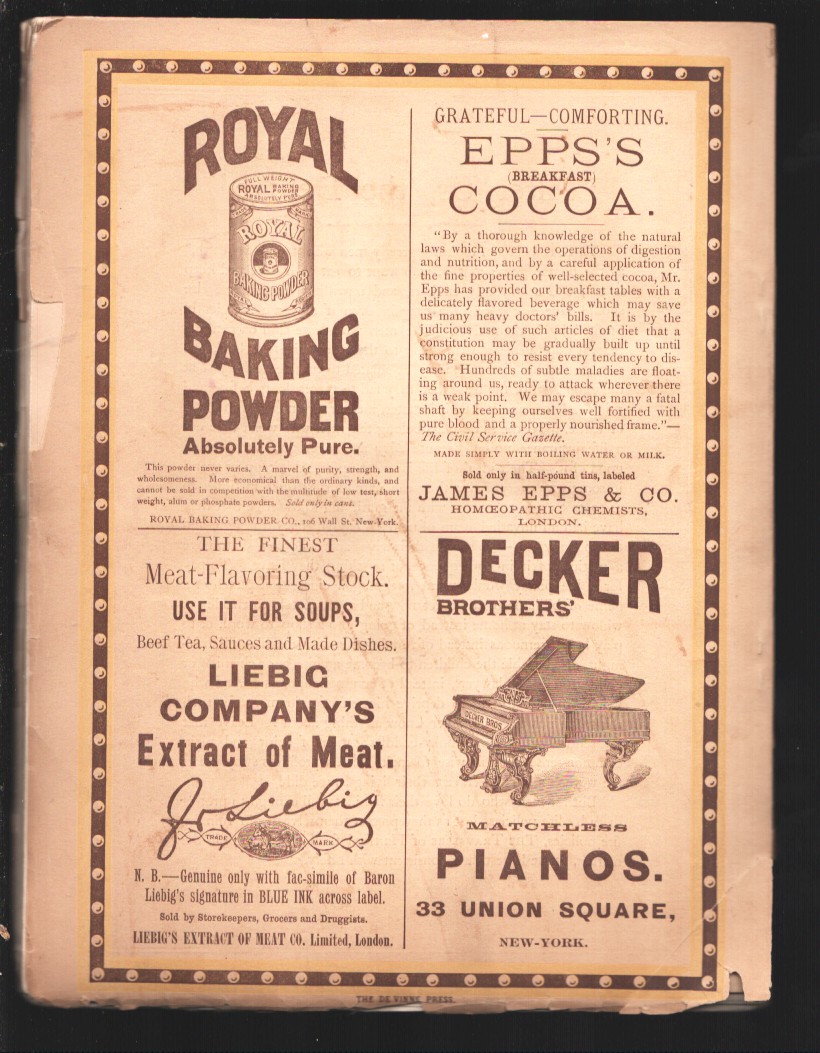 ROYAL
FULL WEIGHT
ROYAL BAKING POWDER
ABSOLUTELY PURE
ROYAL
BAKING POWDER
BAKING
POWDER
Absolutely Pure.
This powder never varies. A marvel of purity, strength, and
wholesomeness. More economical than the ordinary kinds, and
cannot be sold in competition with the multitude of low test, short
weight, alum or phosphate powders. Sold only in cans.
ROYAL BAKING POWDER CO., 106 Wall St. New-York.
THE FINEST
Meat-Flavoring Stock.
USE IT FOR SOUPS,
Beef Tea, Sauces and Made Dishes.
LIEBIG
COMPANY'S
Extract of Meat.
Jv Liebig
TRADE MARK
N. B.—Genuine only with fac-simile of Baron
Liebig's signature in BLUE INK across label.
Sold by Storekeepers, Grocers and Druggists.
LIEBIG'S EXTRACT OF MEAT CO. Limited, London.
GRATEFUL—COMFORTING.
EPPS'S
(BREAKFAST)
COCOA.
"By a thorough knowledge of the natural
laws which govern the operations of digestion
and nutrition, and by a careful application of
the fine properties of well-selected cocoa, Mr.
Epps has provided our breakfast tables with a
delicately flavored beverage which may save
us many heavy doctors' bills. It is by the
judicious use of such articles of diet that a
constitution may be gradually built up until
strong enough to resist every tendency to dis-
ease. Hundreds of subtle maladies are float-
ing around us, ready to attack wherever there
is a weak point. We may escape many a fatal
shaft by keeping ourselves well fortified with
pure blood and a properly nourished frame."—
The Civil Service Gazette.
MADE SIMPLY WITH BOILING WATER OR MILK.
Sold only in half-pound tins, labeled
JAMES EPPS & CO.
HOMŒOPATHIC CHEMISTS,
LONDON.
DECKER
BROTHERS'
DECKER BROS
MATCHLESS
PIANOS.
33 UNION SQUARE,
NEW-YORK.
THE DE VINNE PRESS.